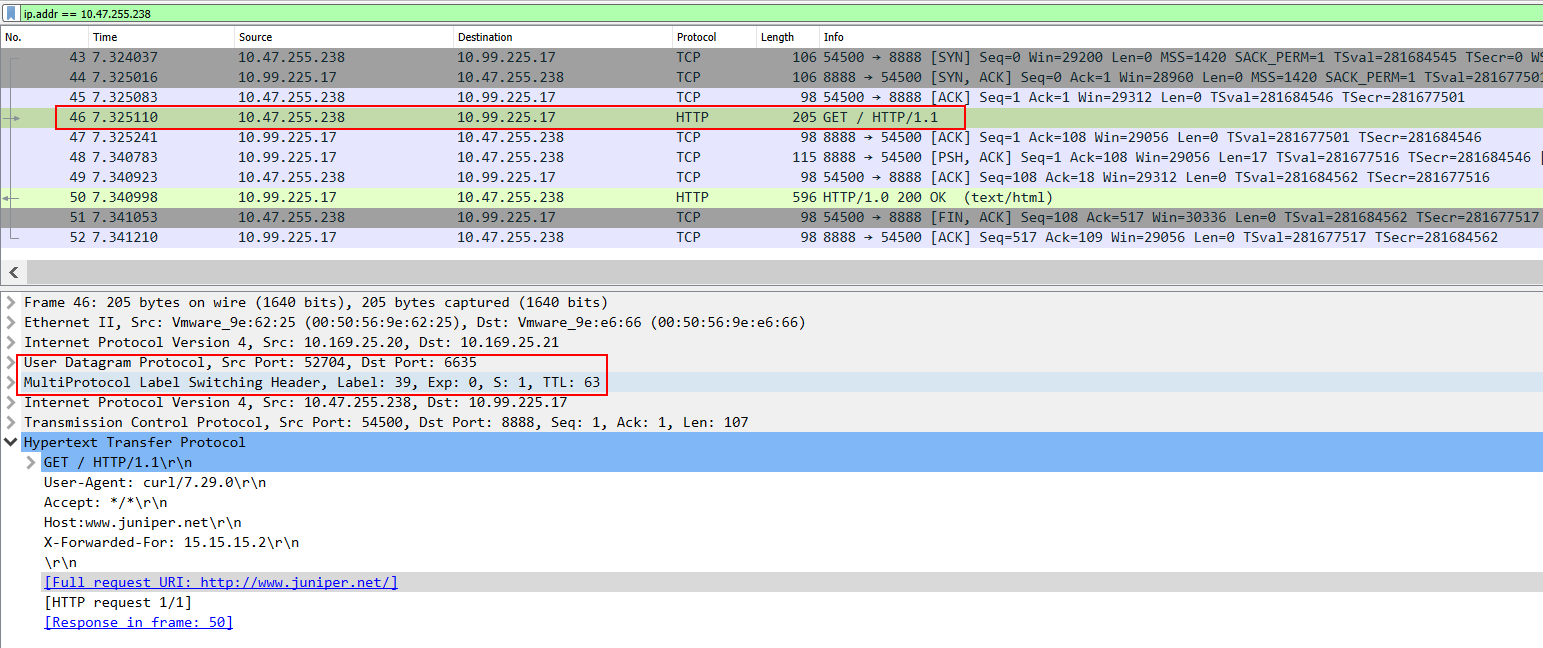 ip.addr == 10.47.255.238
No. Time Source Destination Protocol Length Info
43 7.324037 10.47.255.238 10.99.225.17 TCP 106 54500 → 8888 [SYN] Seq=0 Win=29200 Len=0 MSS=1420 SACK_PERM=1 TSval=281684545 TSecr=0 WS
44 7.325016 10.99.225.17 10.47.255.238 TCP 106 8888 → 54500 [SYN, ACK] Seq=0 Ack=1 Win=28960 Len=0 MSS=1420 SACK_PERM=1 TSval=281677501
45 7.325083 10.47.255.238 10.99.225.17 TCP 98 54500 → 8888 [ACK] Seq=1 Ack=1 Win=29312 Len=0 TSval=281684546 TSecr=281677501
46 7.325110 10.47.255.238 10.99.225.17 HTTP 205 GET / HTTP/1.1
47 7.325241 10.99.225.17 10.47.255.238 TCP 98 8888 → 54500 [ACK] Seq=1 Ack=108 Win=29056 Len=0 TSval=281677501 TSecr=281684546
48 7.340783 10.99.225.17 10.47.255.238 TCP 115 8888 → 54500 [PSH, ACK] Seq=1 Ack=108 Win=29056 Len=17 TSval=281677516 TSecr=281684546 [
49 7.340923 10.47.255.238 10.99.225.17 TCP 98 54500 → 8888 [ACK] Seq=108 Ack=18 Win=29312 Len=0 TSval=281684562 TSecr=281677516
50 7.340998 10.99.225.17 10.47.255.238 HTTP 596 HTTP/1.0 200 OK  (text/html)
51 7.341053 10.47.255.238 10.99.225.17 TCP 98 54500 → 8888 [FIN, ACK] Seq=108 Ack=517 Win=30336 Len=0 TSval=281684562 TSecr=281677517
52 7.341210 10.99.225.17 10.47.255.238 TCP 98 8888 → 54500 [ACK] Seq=517 Ack=109 Win=29056 Len=0 TSval=281677517 TSecr=281684562
Frame 46: 205 bytes on wire (1640 bits), 205 bytes captured (1640 bits)
Ethernet II, Src: Vmware_9e:62:25 (00:50:56:9e:62:25), Dst: Vmware_9e:e6:66 (00:50:56:9e:e6:66)
Internet Protocol Version 4, Src: 10.169.25.20, Dst: 10.169.25.21
User Datagram Protocol, Src Port: 52704, Dst Port: 6635
MultiProtocol Label Switching Header, Label: 39, Exp: 0, S: 1, TTL: 63
Internet Protocol Version 4, Src: 10.47.255.238, Dst: 10.99.225.17
Transmission Control Protocol, Src Port: 54500, Dst Port: 8888, Seq: 1, Ack: 1, Len: 107
Hypertext Transfer Protocol
GET / HTTP/1.1\r\n
User-Agent: curl/7.29.0\r\n
Accept: */*\r\n
Host:www.juniper.net\r\n
X-Forwarded-For: 15.15.15.2\r\n
\r\n
[Full request URI: http://www.juniper.net/]
[HTTP request 1/1]
[Response in frame: 50]